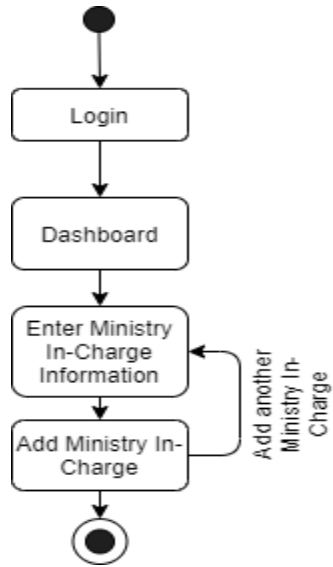 Login
Dashboard
Enter Ministry
In-Charge
Information
Add Ministry In-
Charge
Add another
Ministry In-
Charge